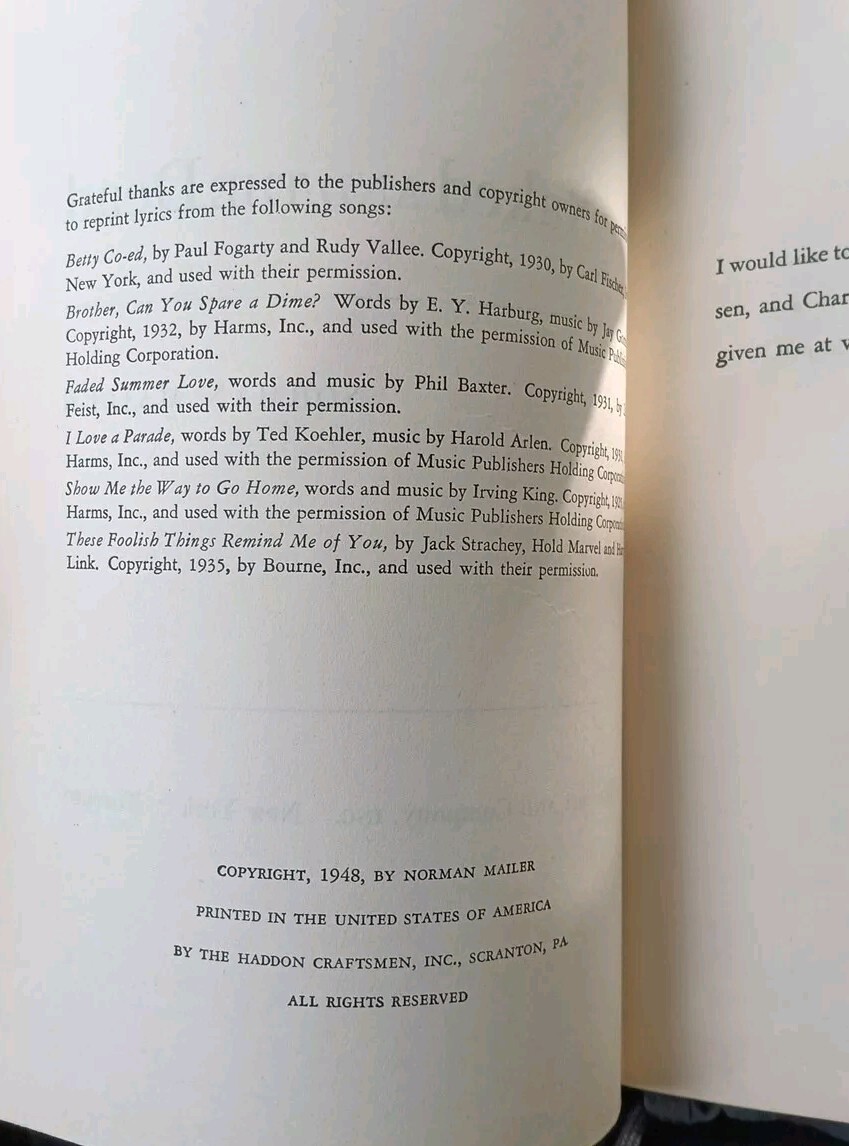 Grateful thanks are expressed to the publishers and copyright owners for
to reprint lyrics from the following songs:
Betty Co-ed, by Paul Fogarty and Rudy Vallee. Copyright, 1930, by Carl Fischer,
New York, and used with their permission.
Brother, Can You Spare a Dime? Words by E. Y. Harburg, music by Jay
Copyright, 1932, by Harms, Inc., and used with the permission of Music
Holding Corporation.
Faded Summer Love, words and music by Phil Baxter. Copyright, 1931, by
Feist, Inc., and used with their permission.
I Love a Parade, words by Ted Koehler, music by Harold Arlen. Copyright,
Harms, Inc., and used with the permission of Music Publishers Holding
Show Me the Way to Go Home, words and music by Irving King. Copyright,
Harms, Inc., and used with the permission of Music Publishers Holding
These Foolish Things Remind Me of You, by Jack Strachey, Hold Marvel and
Link. Copyright, 1935, by Bourne, Inc., and used with their permission.
COPYRIGHT, 1948, BY NORMAN MAILER
PRINTED IN THE UNITED STATES OF AMERICA
BY THE HADDON CRAFTSMEN, INC., SCRANTON, PA
ALL RIGHTS RESERVED
I would like to
sen, and Char
given me at